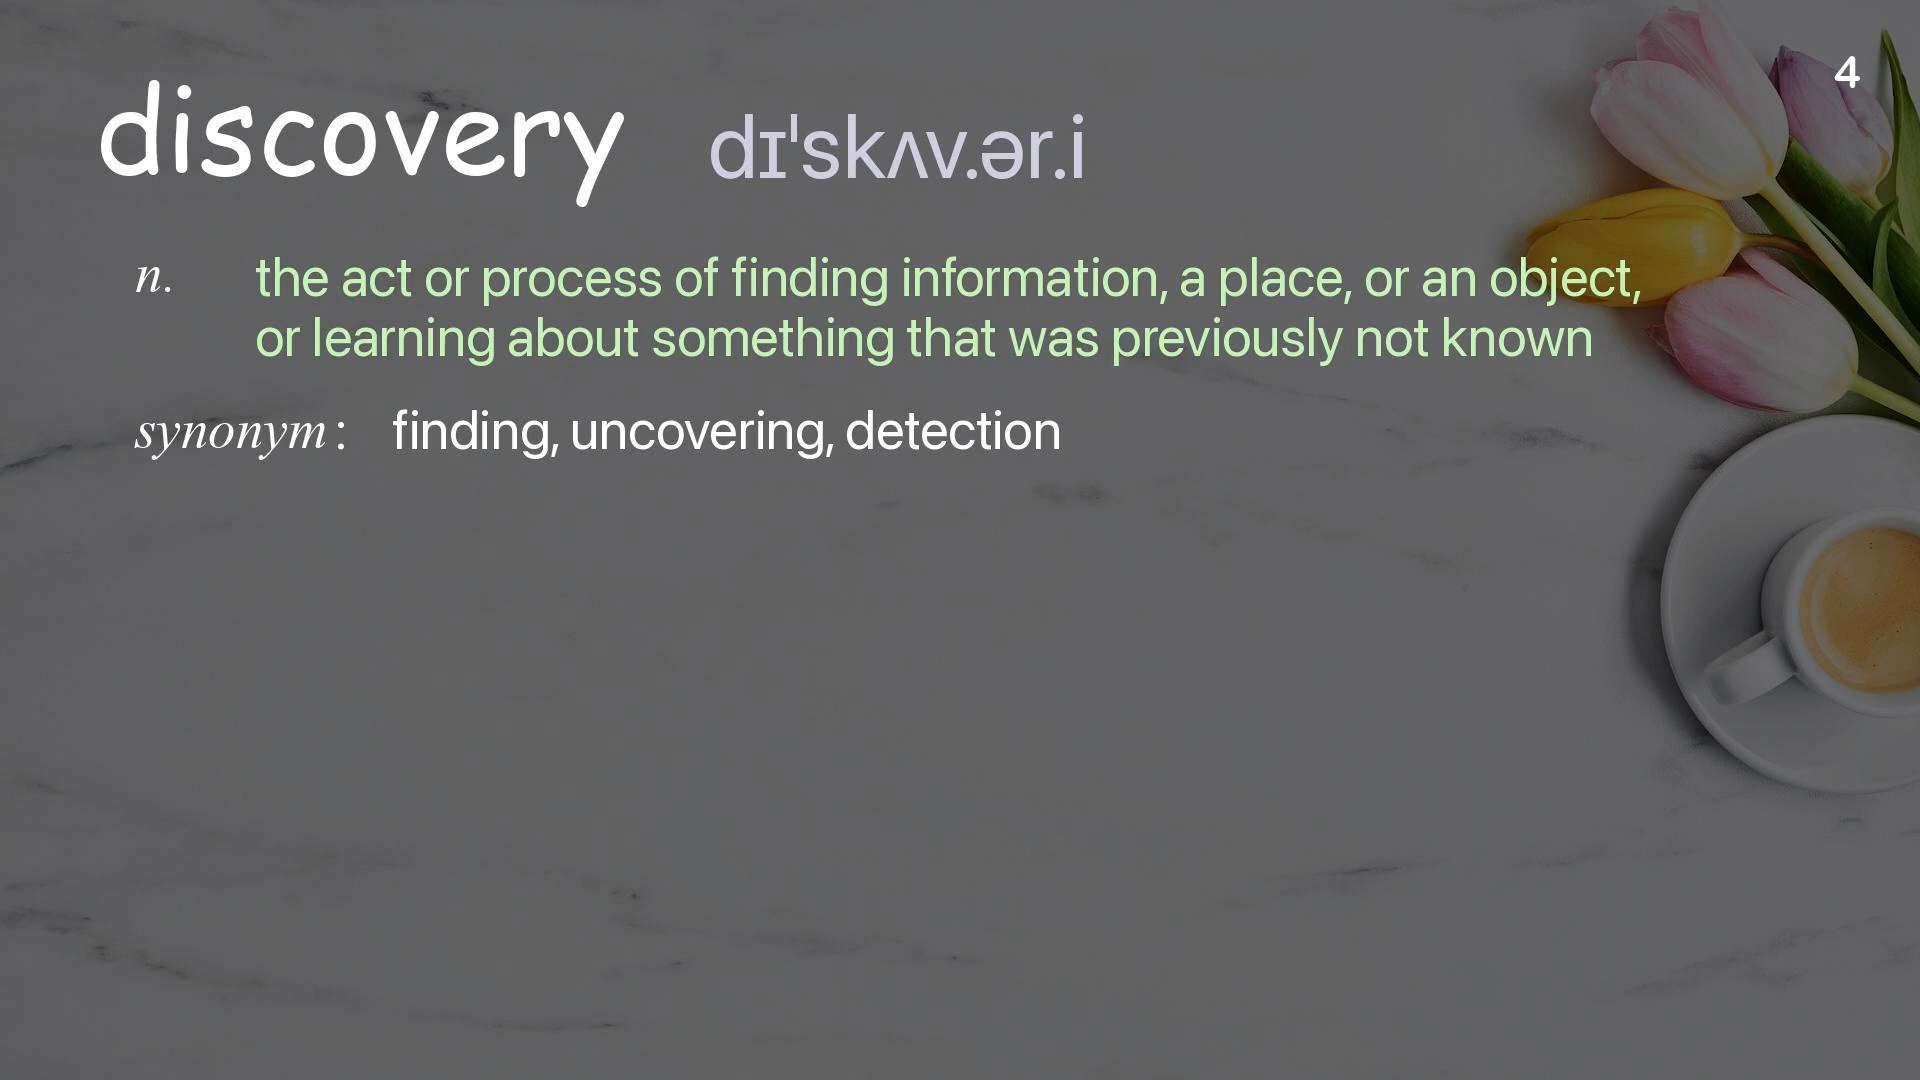 4
discovery dɪˈskʌv.ər.i
n. the act or process of finding information, a place, or an object,
or learning about something that was previously not known
synonym: finding, uncovering, detection